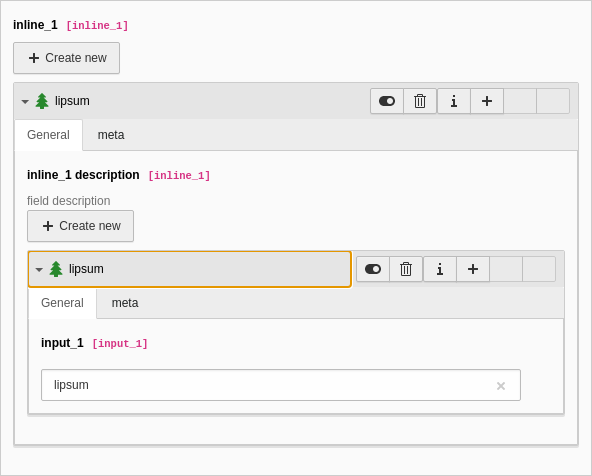 inline_1 [inline_1]
Create new
lipsum
General meta
inline_1 description [inline_1]
field description
Create new
lipsum
General meta
input_1 [input_1]
lipsum